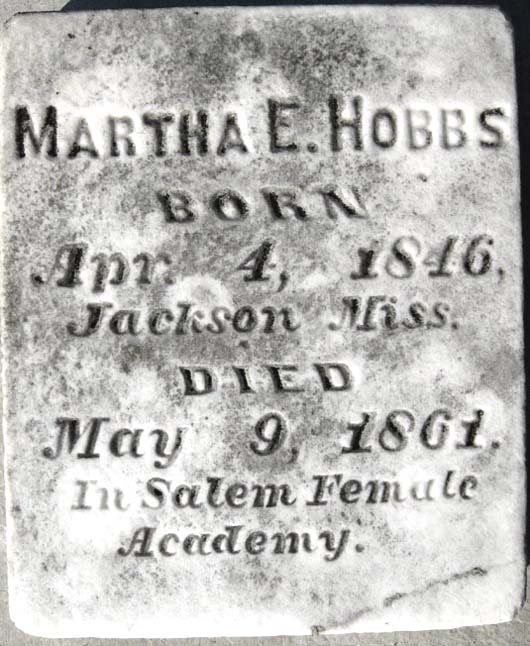 MARTHA E. HOBBS
BORN
Apr. 4, 1846.
Jackson Miss.
DIED
May 9, 1861.
In Salem Female
Academy.